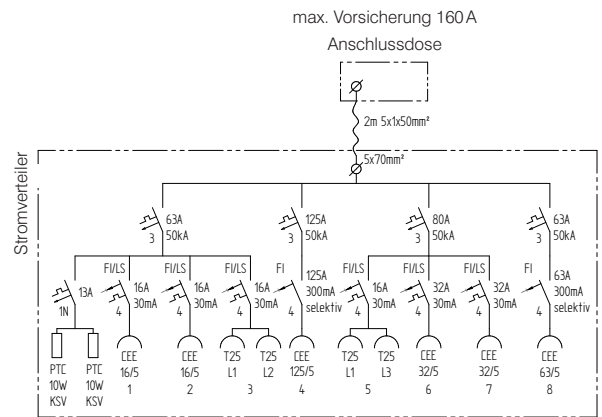 max. Vorsicherung 160 A
Anschlussdose
2m 5x1x50mm²
5x70mm²
Stromverteiler
63A
50kA
3
125A
50kA
3
80A
50kA
3
63A
50kA
3
13A
1N
FI/LS
16A
30mA
4
FI/LS
16A
30mA
4
FI/LS
16A
30mA
4
FI
125A
300mA
selektiv
4
FI/LS
16A
30mA
4
FI/LS
32A
30mA
4
FI/LS
32A
30mA
4
FI
63A
300mA
selektiv
4
PTC
10W
KSV
PTC
10W
KSV
CEE
16/5
1
CEE
16/5
2
T25
L1
T25
L2
3
CEE
125/5
4
T25
L1
T25
L3
5
CEE
32/5
6
CEE
32/5
7
CEE
63/5
8